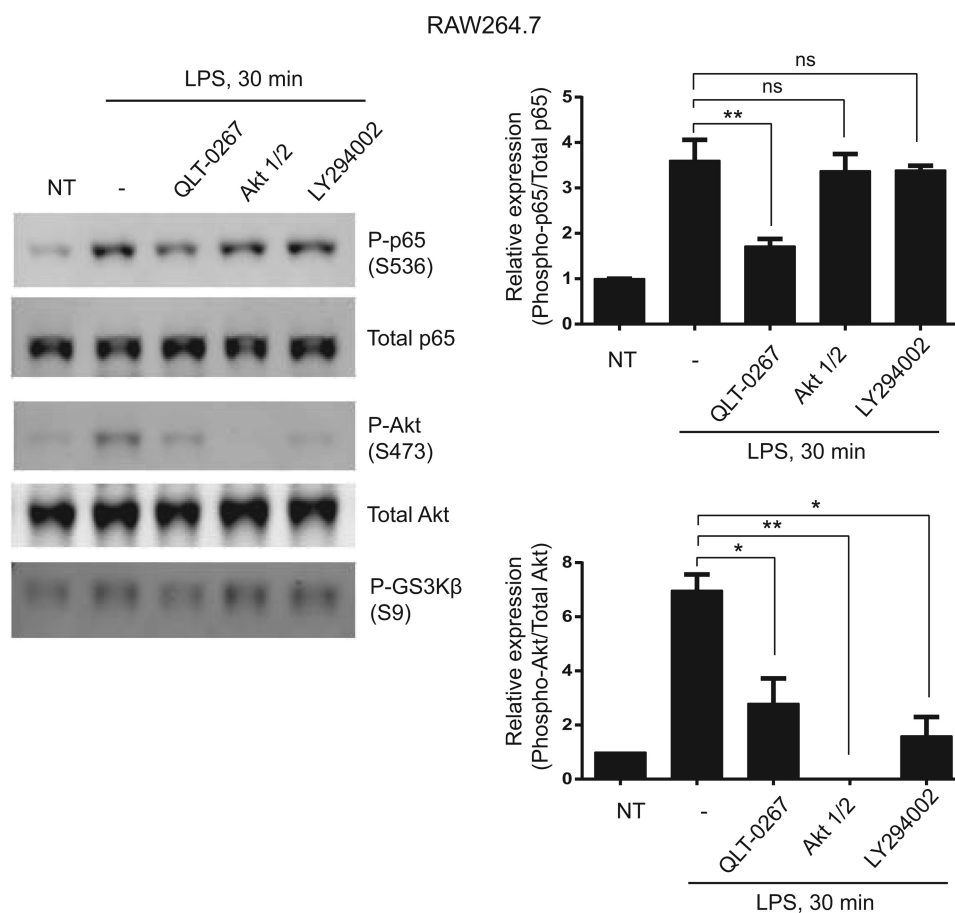 RAW264.7
LPS, 30 min
NT
-
QLT-0267
Akt 1/2
LY294002
P-p65
(S536)
Total p65
P-Akt
(S473)
Total Akt
P-GS3Kβ
(S9)
ns
ns
**
Relative expression
(Phospho-p65/Total p65)
5
4
3
2
1
0
NT
-
QLT-0267
Akt 1/2
LY294002
LPS, 30 min
*
**
*
Relative expression
(Phospho-Akt/Total Akt)
8
6
4
2
0
NT
-
QLT-0267
Akt 1/2
LY294002
LPS, 30 min